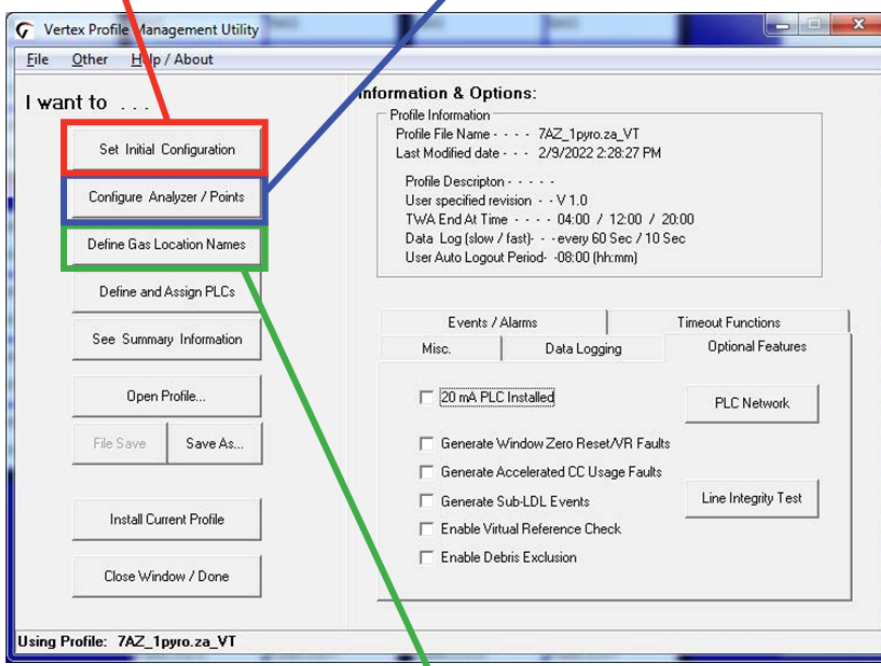 Vertex Profile Management Utility
File Other Help / About
I want to . . .
Set Initial Configuration
Configure Analyzer / Points
Define Gas Location Names
Define and Assign PLCs
See Summary Information
Open Profile...
File Save Save As...
Install Current Profile
Close Window / Done
Information & Options:
Profile Information
Profile File Name - - - - 7AZ_1pyro.za_VT
Last Modified date - - - 2/9/2022 2:28:27 PM
Profile Descripton - - - - -
User specified revision - - V 1.0
TWA End At Time - - - - 04:00 / 12:00 / 20:00
Data Log (slow / fast)- - - every 60 Sec / 10 Sec
User Auto Logout Period- -08:00 (hh:mm)
Events / Alarms Timeout Functions
Misc. Data Logging Optional Features
20 mA PLC Installed
PLC Network
Generate Window Zero Reset/VR Faults
Generate Accelerated CC Usage Faults
Generate Sub-LDL Events
Line Integrity Test
Enable Virtual Reference Check
Enable Debris Exclusion
Using Profile: 7AZ_1pyro.za_VT